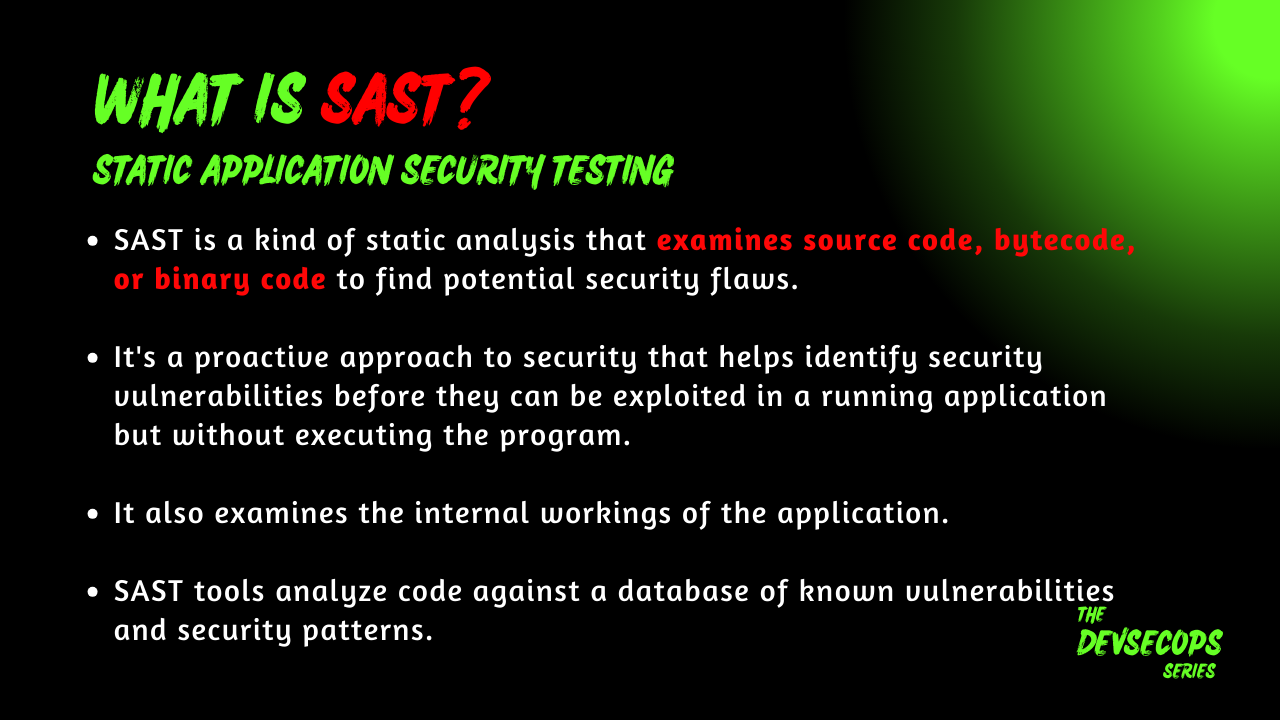 WHAT IS SAST?
STATIC APPLICATION SECURITY TESTING
• SAST is a kind of static analysis that examines source code, bytecode,
or binary code to find potential security flaws.
• It's a proactive approach to security that helps identify security
vulnerabilities before they can be exploited in a running application
but without executing the program.
• It also examines the internal workings of the application.
• SAST tools analyze code against a database of known vulnerabilities
and security patterns.
THE
DEVSECOPS
SERIES